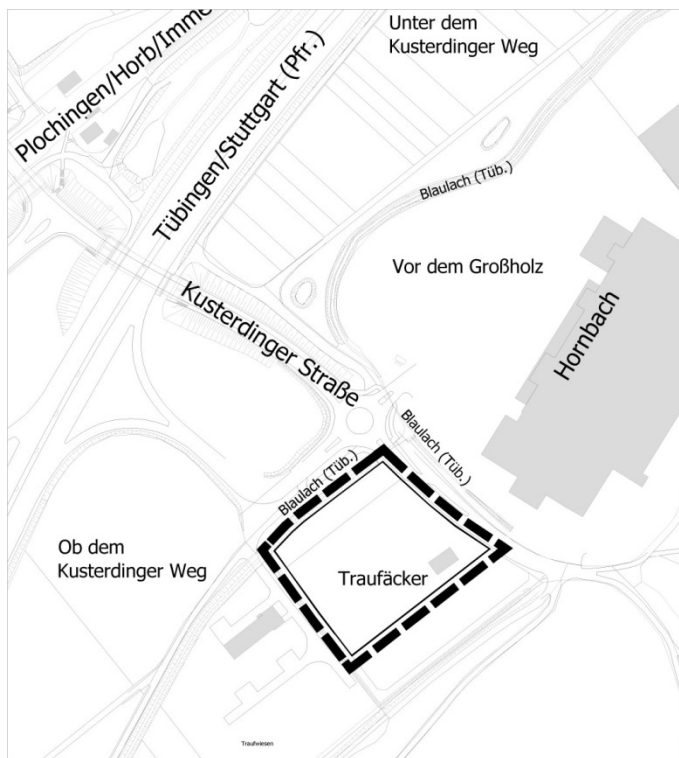 Unter dem
Kusterdinger Weg
Plochingen/Horb/Imme
Tübingen/Stuttgart (Pfr.)
Blaulach (Tüb.)
Vor dem Großholz
Kusterdinger Straße
Hornbach
Blaulach (Tüb.)
Blaulach (Tüb.)
Ob dem
Kusterdinger Weg
Traufäcker
Traufwiesen